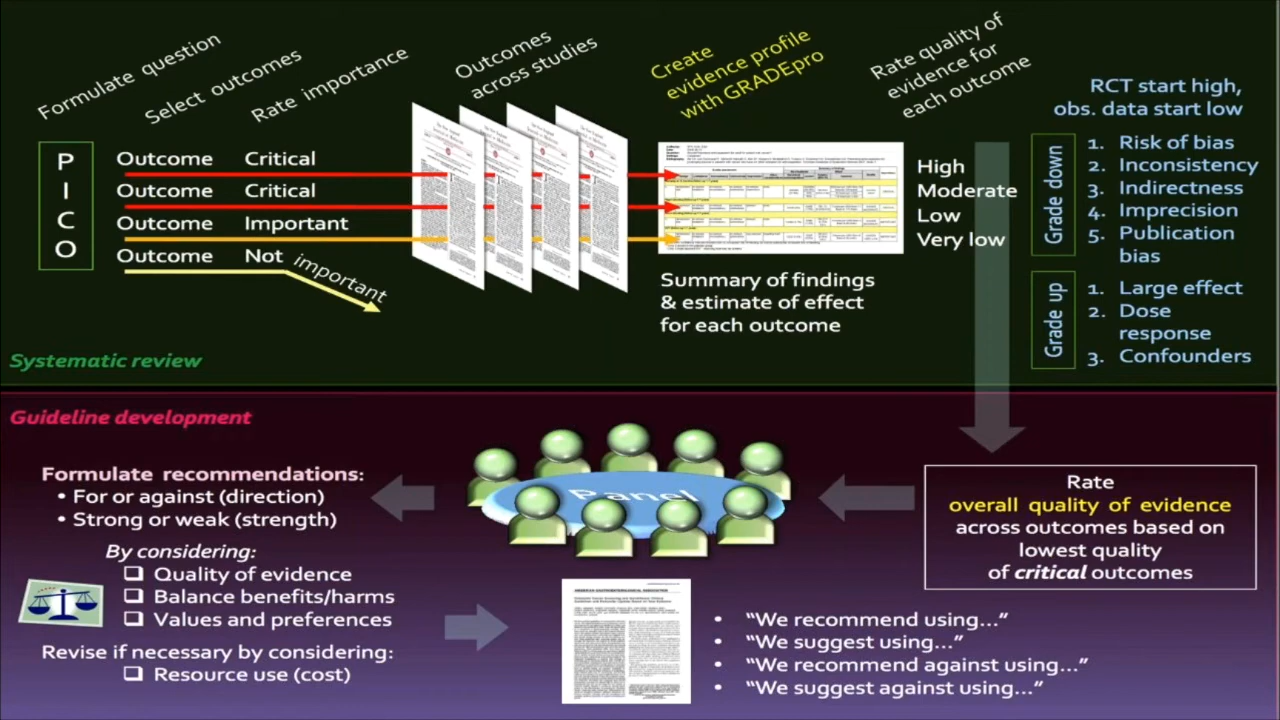 Formulate question
Select outcomes
Rate importance
Outcomes
across studies
Create
evidence profile
with GRADEpro
Rate quality of
evidence for
each outcome
RCT start high,
obs. data start low
P
I
C
O
Outcome Critical
Outcome Critical
Outcome Important
Outcome Not important
High
Moderate
Low
Very low
Summary of findings
& estimate of effect
for each outcome
Grade down
1. Risk of bias
2. Inconsistency
3. Indirectness
4. Imprecision
5. Publication
bias
Grade up
1. Large effect
2. Dose
response
3. Confounders
Systematic review
Guideline development
Formulate recommendations:
• For or against (direction)
• Strong or weak (strength)
By considering:
❑ Quality of evidence
❑ Balance benefits/harms
❑ Values and preferences
Revise if necessary by considering:
❑ Resource use (cost)
Panel
Rate
overall quality of evidence
across outcomes based on
lowest quality
of critical outcomes
AMERICAN GASTROENTEROLOGICAL ASSOCIATION
• “We recommend using…”
• “We suggest using…”
• “We recommend against using…”
• “We suggest against using…”